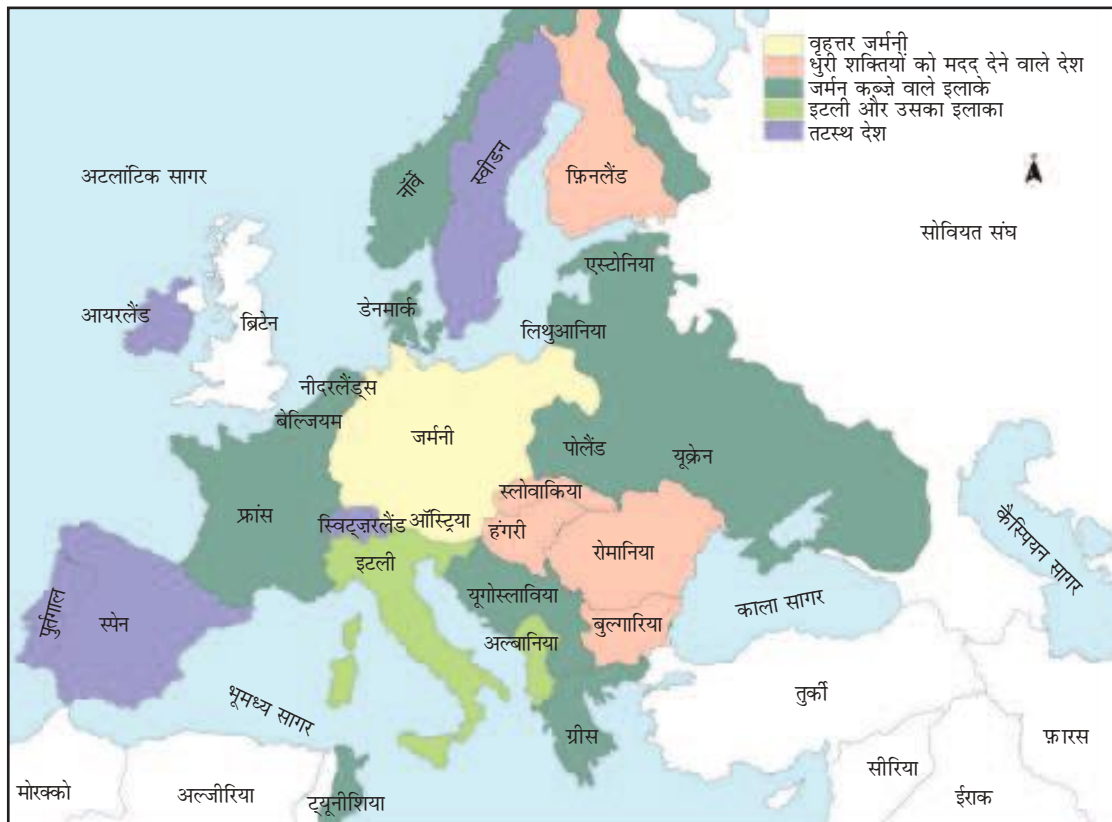 वृहत्तर जर्मनी
धुरी शक्तियों को मदद देने वाले देश
जर्मन कब्ज़े वाले इलाके
इटली और उसका इलाका
तटस्थ देश
अटलांटिक सागर
नॉर्वे
स्वीडन
फ़िनलैंड
सोवियत संघ
एस्टोनिया
आयरलैंड
ब्रिटेन
डेनमार्क
लिथुआनिया
नीदरलैंड्स
बेल्जियम
जर्मनी
पोलैंड
यूक्रेन
स्लोवाकिया
फ्रांस
स्विट्ज़रलैंड
ऑस्ट्रिया
हंगरी
रोमानिया
कैस्पियन सागर
इटली
यूगोस्लाविया
काला सागर
पुर्तगाल
स्पेन
बुल्गारिया
अल्बानिया
भूमध्य सागर
तुर्की
ग्रीस
फ़ारस
सीरिया
मोरक्को
अल्जीरिया
ट्यूनीशिया
ईराक